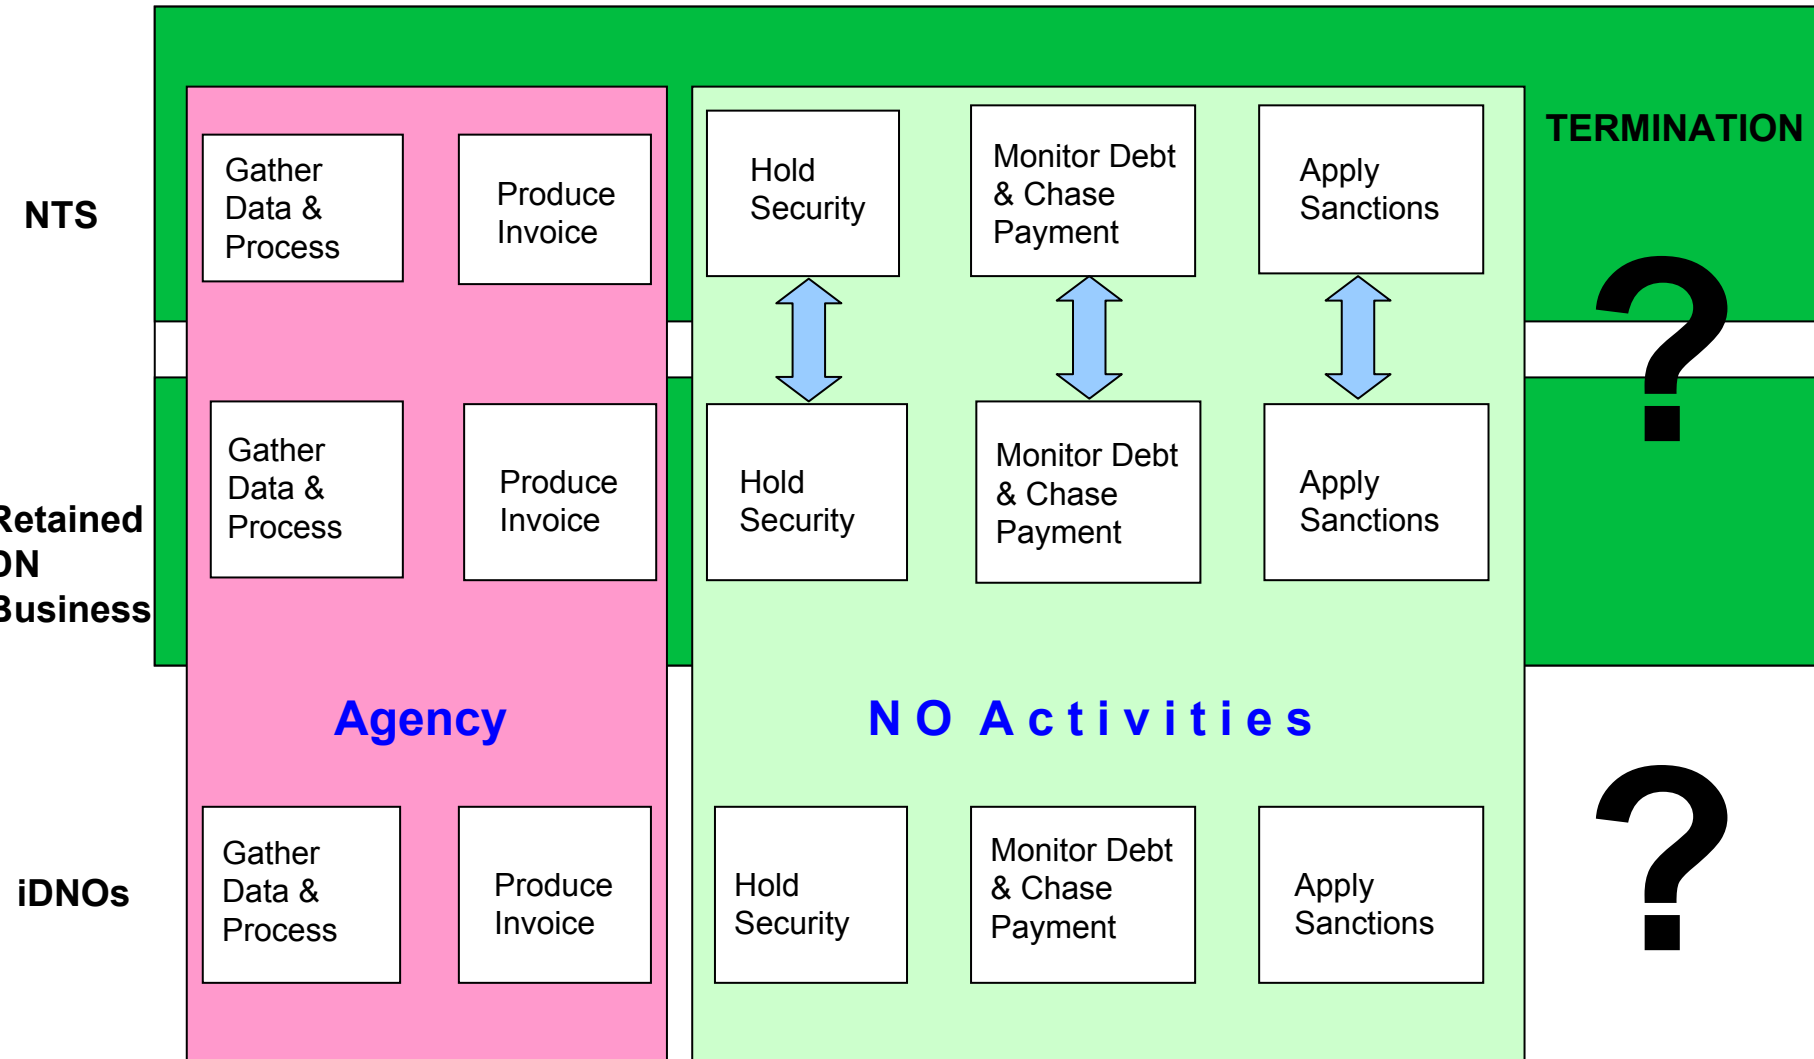 TERMINATION
NTS
Gather
Data &
Process
Produce
Invoice
Hold
Security
Monitor Debt
& Chase
Payment
Apply
Sanctions
?
Retained
DN
Business
Gather
Data &
Process
Produce
Invoice
Hold
Security
Monitor Debt
& Chase
Payment
Apply
Sanctions
Agency
NO Activities
iDNOs
Gather
Data &
Process
Produce
Invoice
Hold
Security
Monitor Debt
& Chase
Payment
Apply
Sanctions
?